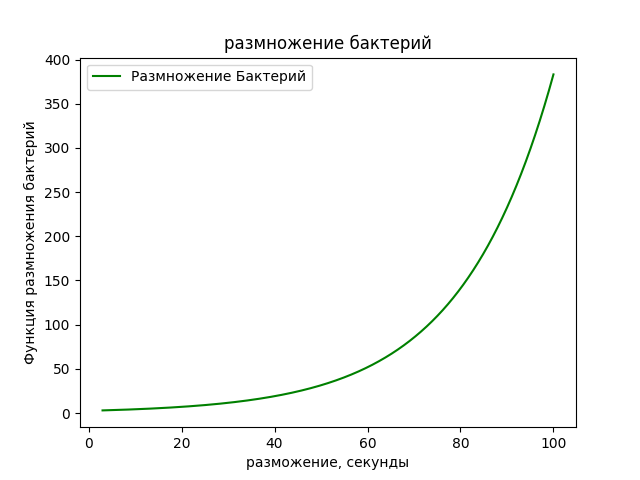 размножение бактерий
Размножение Бактерий
Функция размножения бактерий
400
350
300
250
200
150
100
50
0
0 20 40 60 80 100
разможение, секунды